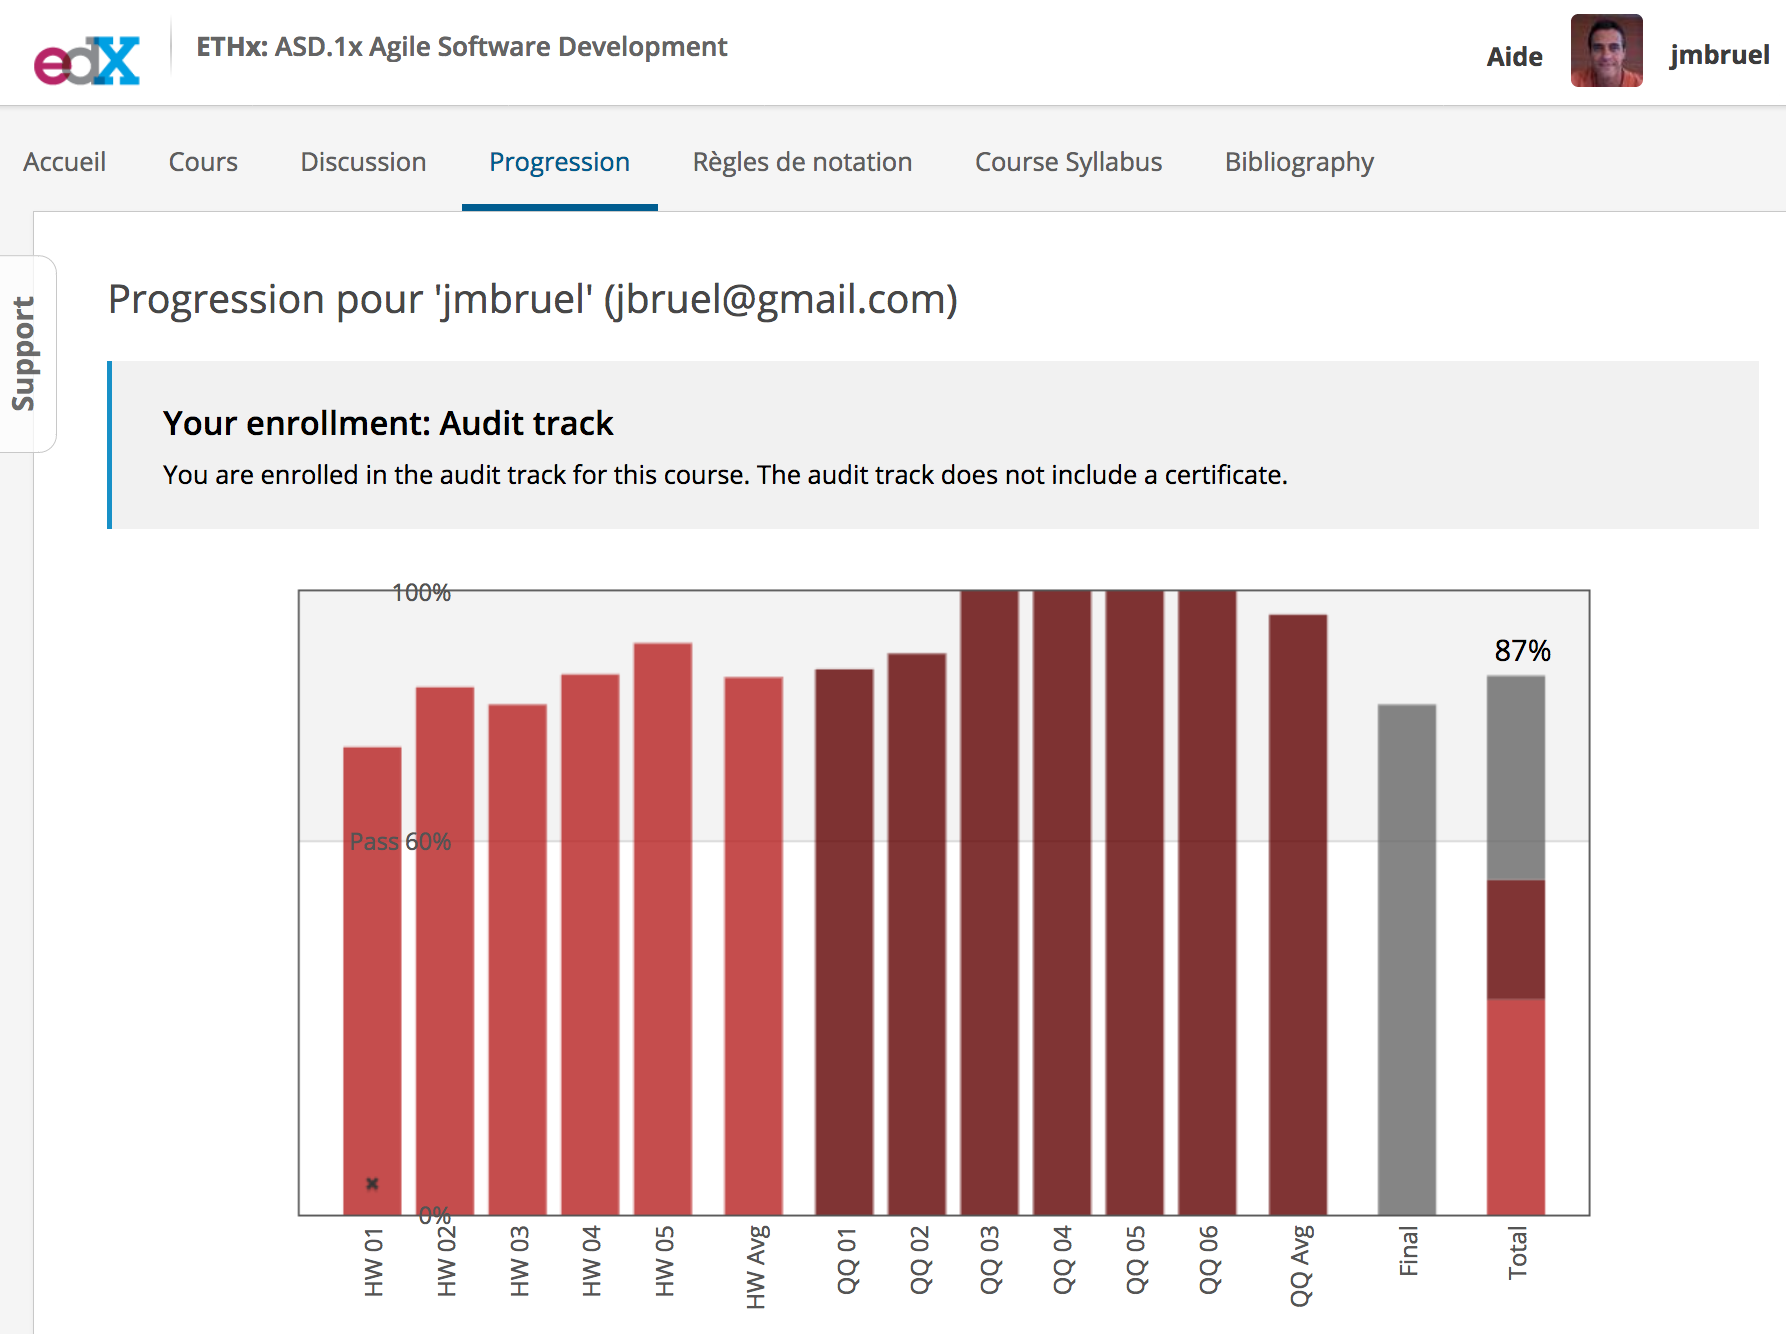 edX
ETHx: ASD.1x Agile Software Development
Aide
jmbruel
Accueil
Cours
Discussion
Progression
Règles de notation
Course Syllabus
Bibliography
Support
Progression pour 'jmbruel' (jbruel@gmail.com)
Your enrollment: Audit track
You are enrolled in the audit track for this course. The audit track does not include a certificate.
100%
87%
Pass 60%
0%
HW 01
HW 02
HW 03
HW 04
HW 05
HW Avg
QQ 01
QQ 02
QQ 03
QQ 04
QQ 05
QQ 06
QQ Avg
Final
Total